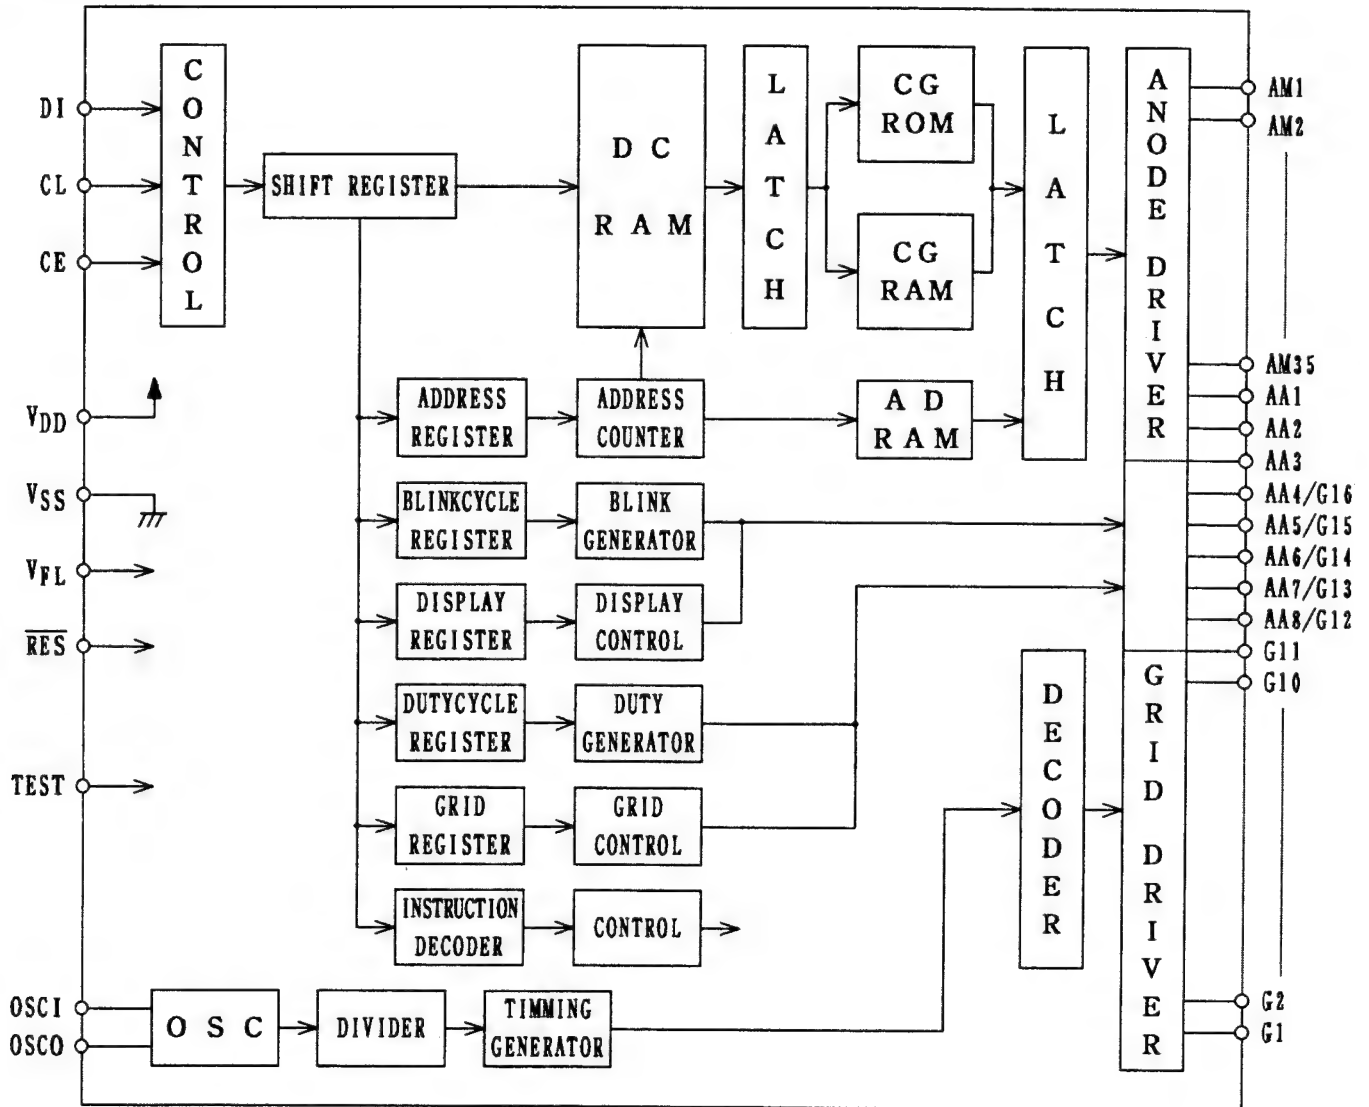 DI
CL
CE
VDD
VSS
VFL
RES
TEST
OSCI
OSCO
CONTROL
SHIFT REGISTER
DC
RAM
LATCH
CG
ROM
CG
RAM
LATCH
ANODE DRIVER
ADDRESS
REGISTER
ADDRESS
COUNTER
AD
RAM
BLINKCYCLE
REGISTER
BLINK
GENERATOR
DISPLAY
REGISTER
DISPLAY
CONTROL
DUTYCYCLE
REGISTER
DUTY
GENERATOR
GRID
REGISTER
GRID
CONTROL
INSTRUCTION
DECODER
CONTROL
OSC
DIVIDER
TIMMING
GENERATOR
DECODER
GRID DRIVER
AM1
AM2
AM35
AA1
AA2
AA3
AA4/G16
AA5/G15
AA6/G14
AA7/G13
AA8/G12
G11
G10
G2
G1